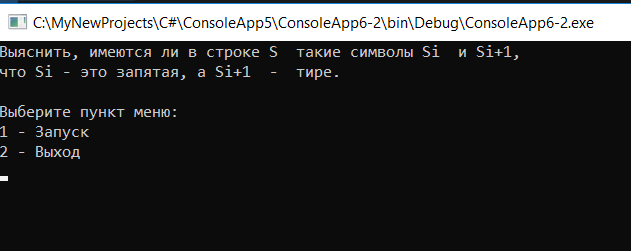 C:\MyNewProjects\C#\ConsoleApp5\ConsoleApp6-2\bin\Debug\ConsoleApp6-2.exe
Выяснить, имеются ли в строке S  такие символы Si  и Si+1,
что Si - это запятая, а Si+1  -  тире.
Выберите пункт меню:
1 - Запуск
2 - Выход